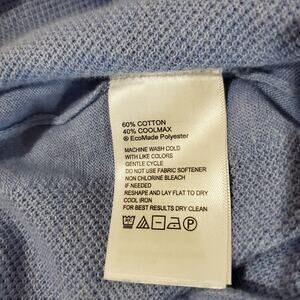 60% COTTON
40% COOLMAX
® EcoMade Polyester
MACHINE WASH COLD
WITH LIKE COLORS
GENTLE CYCLE
DO NOT USE FABRIC SOFTENER
NON CHLORINE BLEACH
IF NEEDED
RESHAPE AND LAY FLAT TO DRY
COOL IRON
FOR BEST RESULTS DRY CLEAN
P